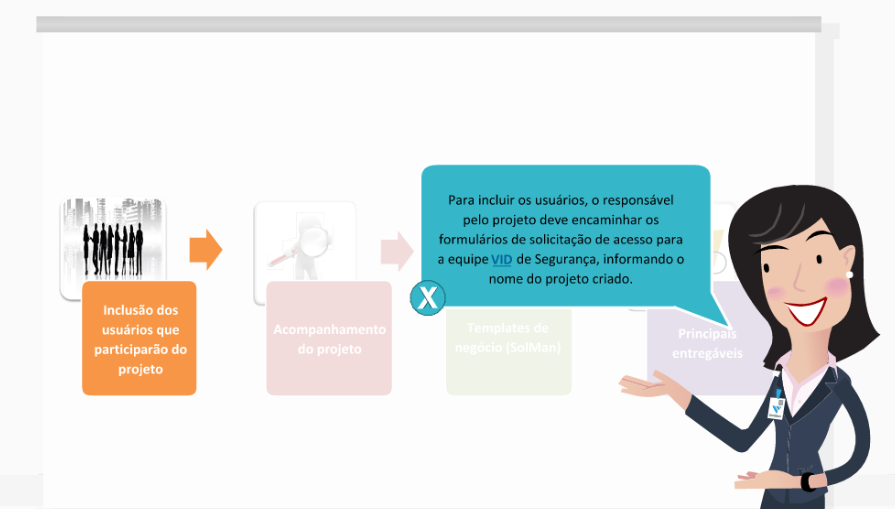 Para incluir os usuários, o responsável
pelo projeto deve encaminhar os
formulários de solicitação de acesso para
a equipe VID de Segurança, informando o
nome do projeto criado.
X
Inclusão dos
usuários que
participarão do
projeto
Acompanhamento
do projeto
Templates de
negócio (SolMan)
Principais
entregáveis